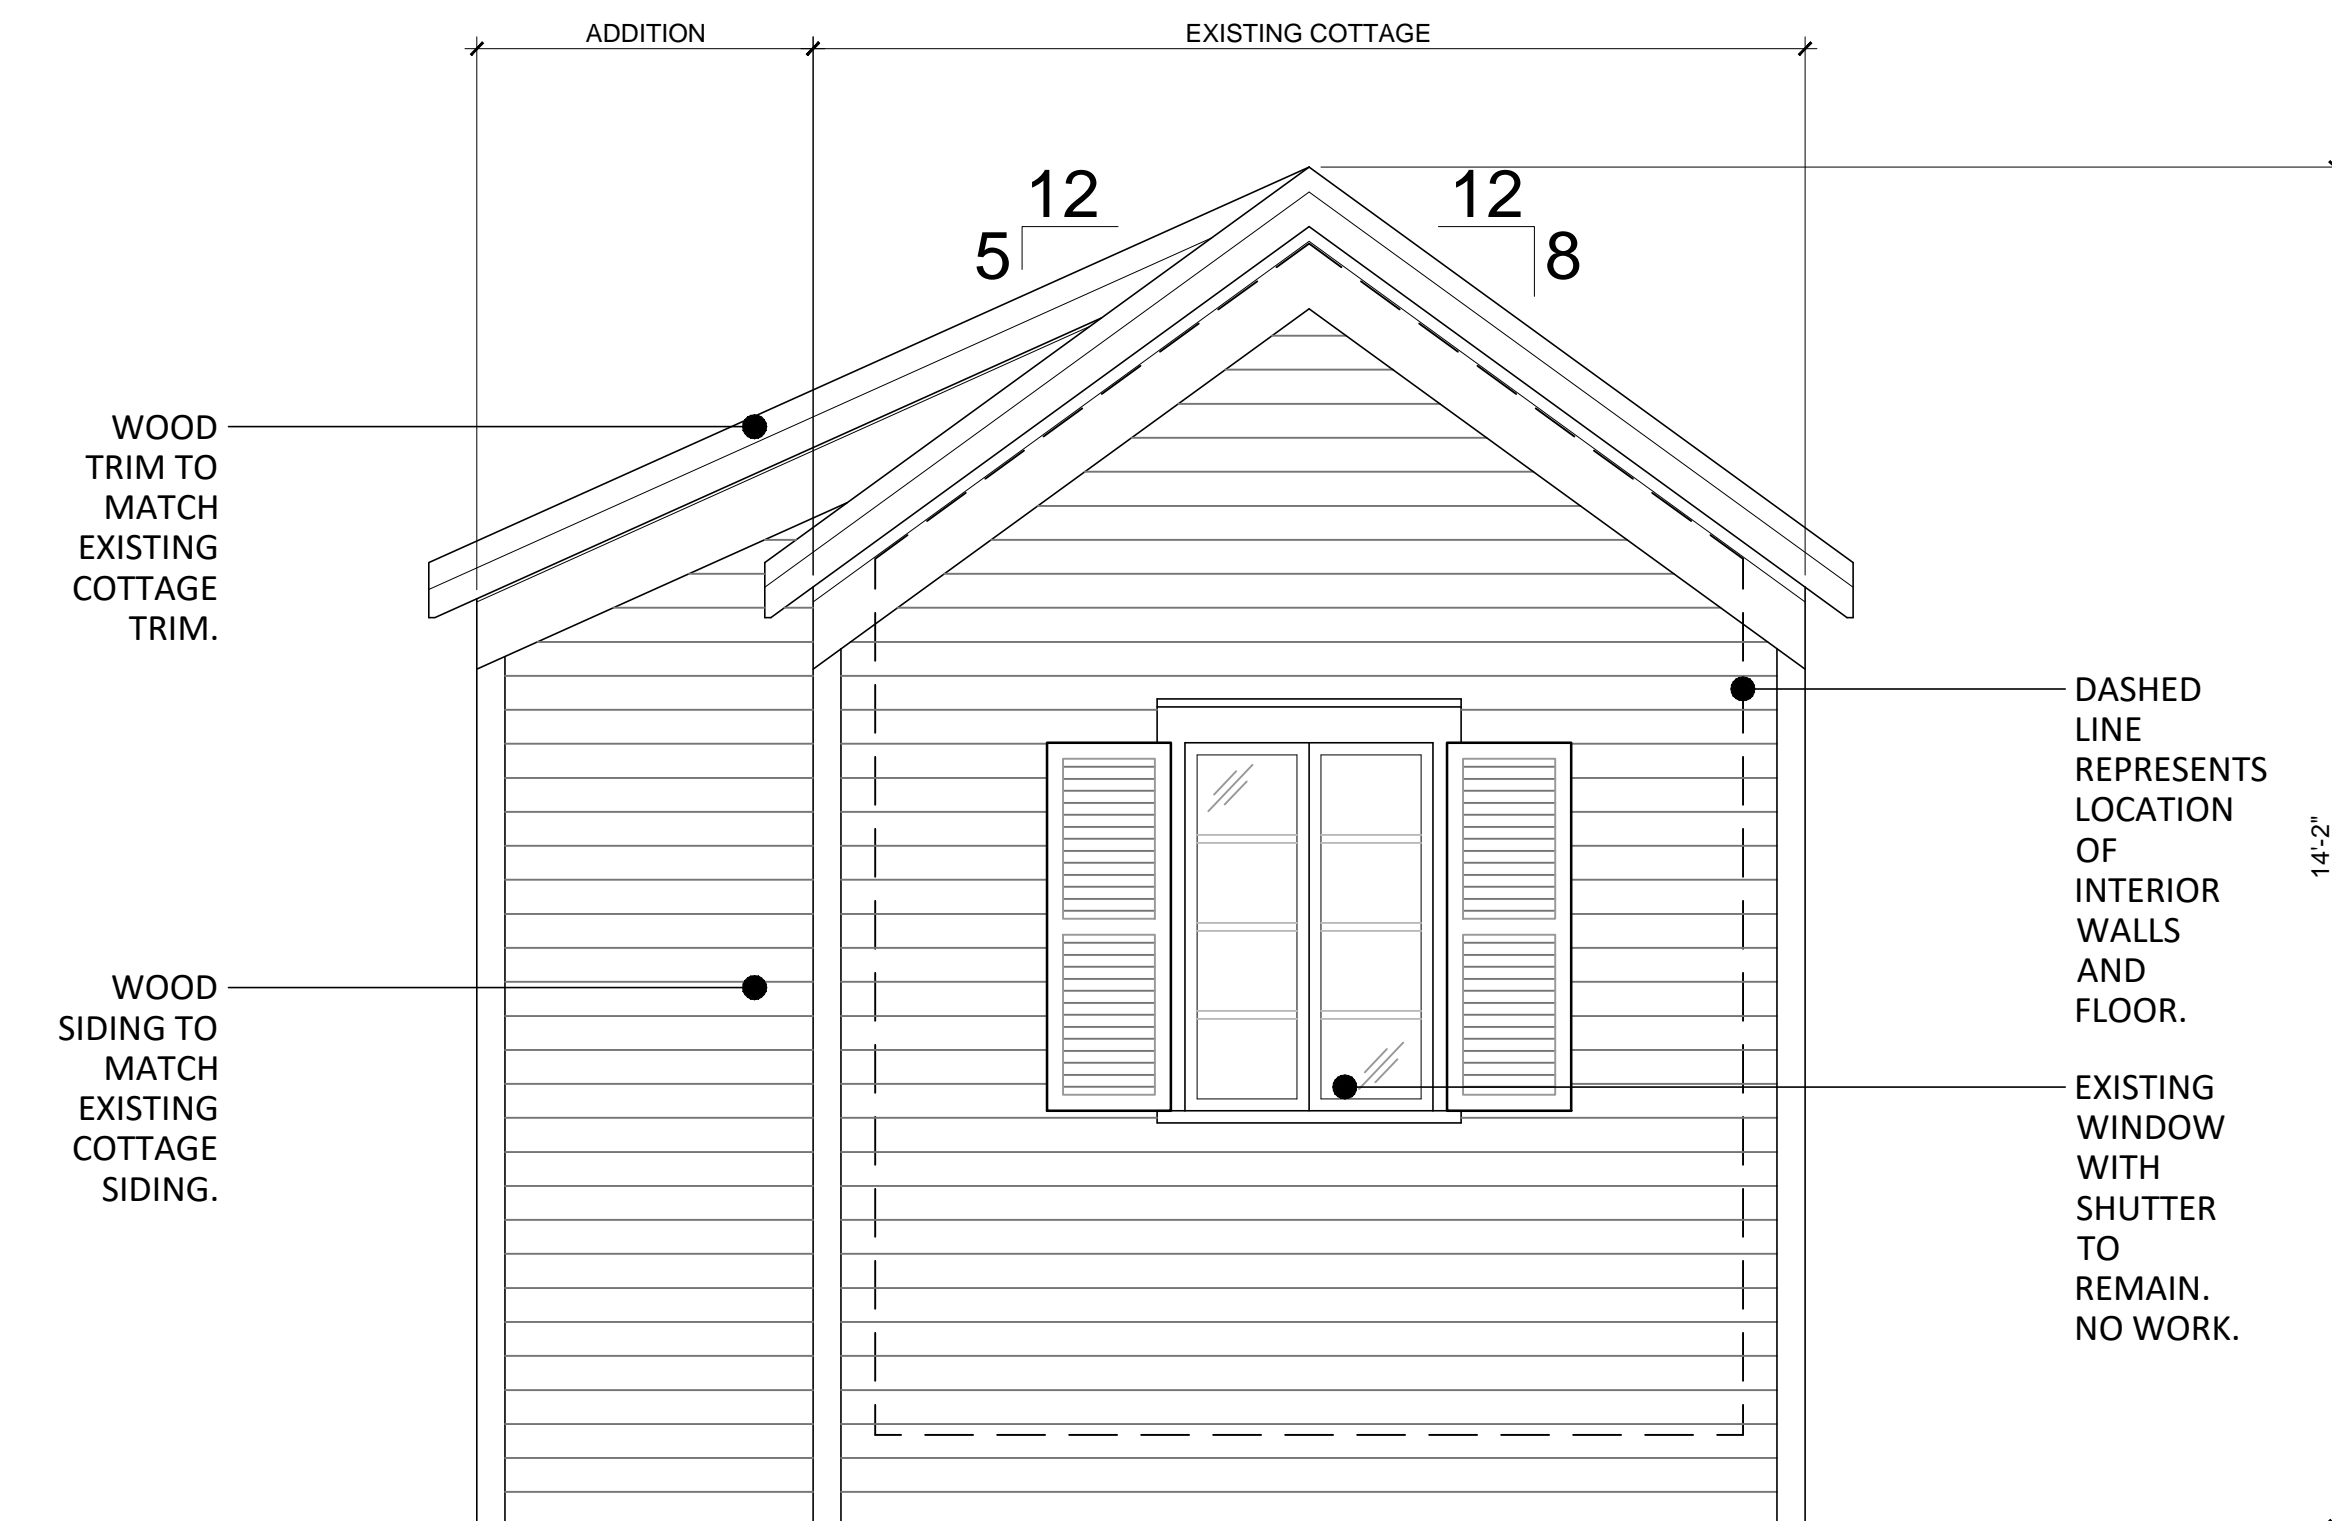 ADDITION
EXISTING COTTAGE
12
5
12
8
WOOD
TRIM TO
MATCH
EXISTING
COTTAGE
TRIM.
WOOD
SIDING TO
MATCH
EXISTING
COTTAGE
SIDING.
DASHED
LINE
REPRESENTS
LOCATION
OF
INTERIOR
WALLS
AND
FLOOR.
EXISTING
WINDOW
WITH
SHUTTER
TO
REMAIN.
NO WORK.
14'-2"